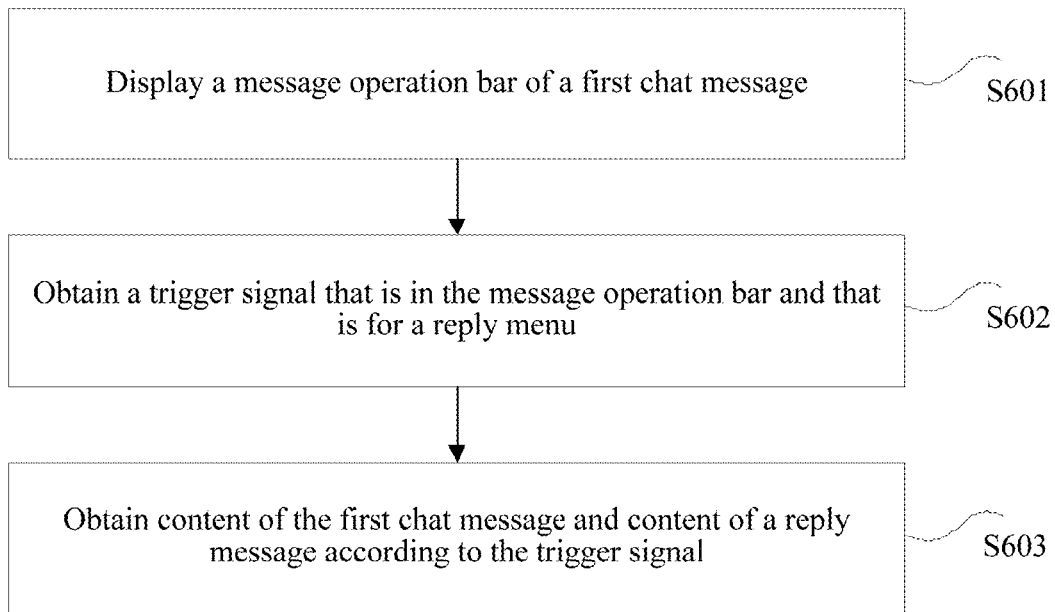 Display a message operation bar of a first chat message
S601
Obtain a trigger signal that is in the message operation bar and that
is for a reply menu
S602
Obtain content of the first chat message and content of a reply
message according to the trigger signal
S603